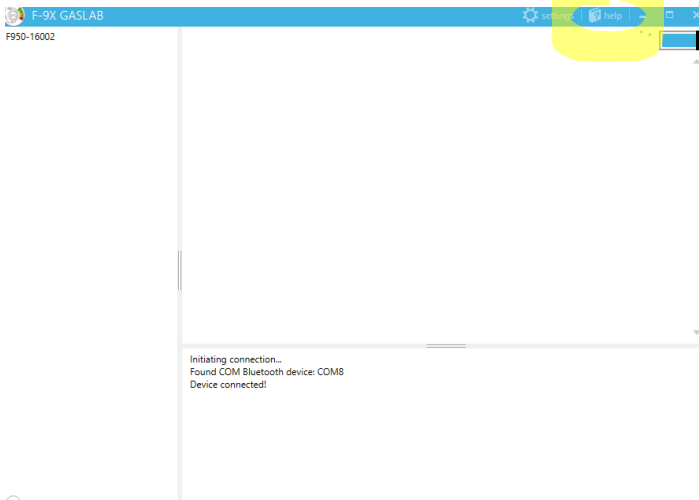 F-9X GASLAB settings help
F950-16002
Initiating connection...
Found COM Bluetooth device: COM8
Device connected!